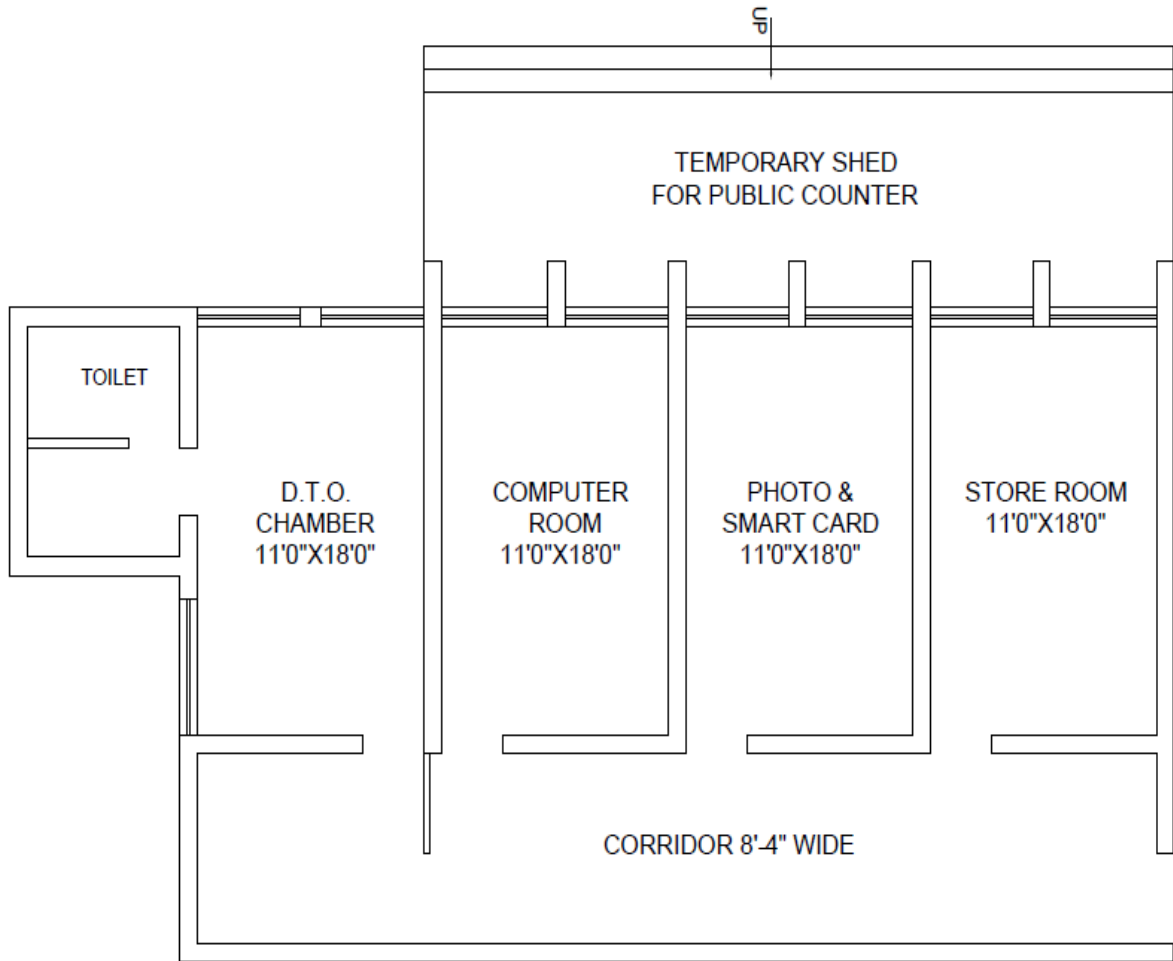 UP
TEMPORARY SHED
FOR PUBLIC COUNTER
TOILET
D.T.O.
CHAMBER
11'0"X18'0"
COMPUTER
ROOM
11'0"X18'0"
PHOTO &
SMART CARD
11'0"X18'0"
STORE ROOM
11'0"X18'0"
CORRIDOR 8'-4" WIDE